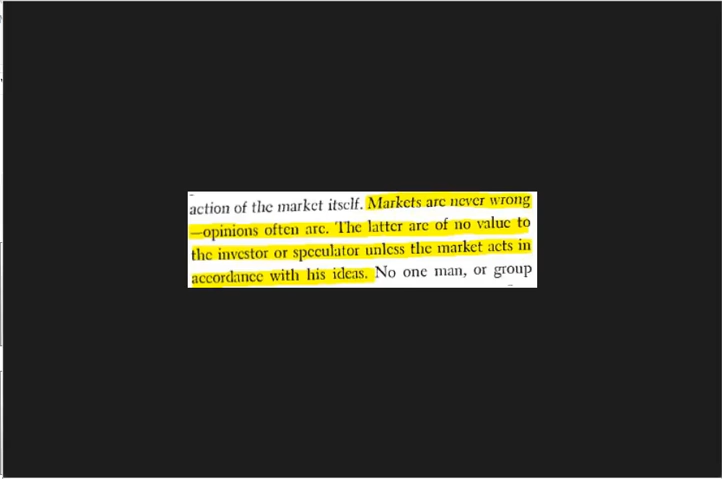 action of the market itself. Markets are never wrong
—opinions often are. The latter are of no value to
the investor or speculator unless the market acts in
accordance with his ideas. No one man, or group